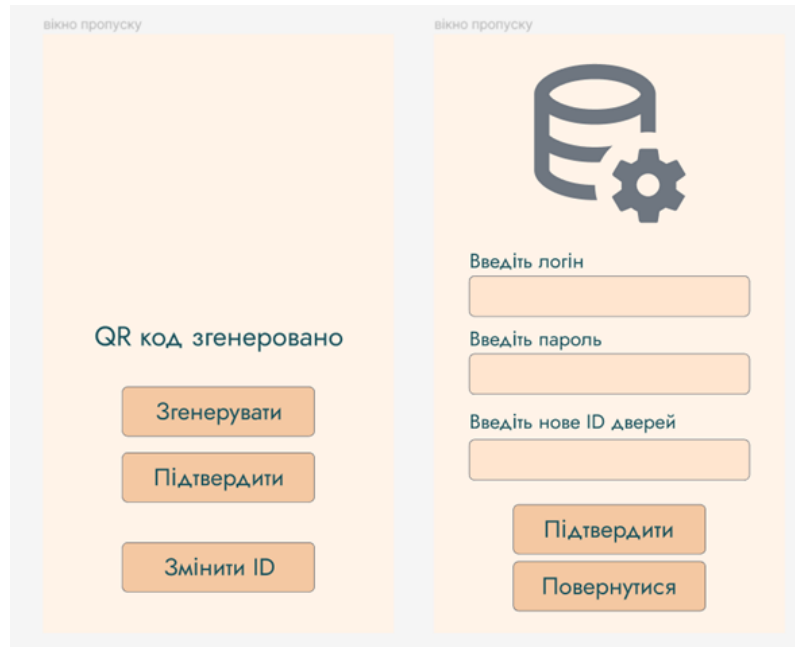 вікно пропуску
QR код згенеровано
Згенерувати
Підтвердити
Змінити ID
вікно пропуску
Введіть логін
Введіть пароль
Введіть нове ID дверей
Підтвердити
Повернутися